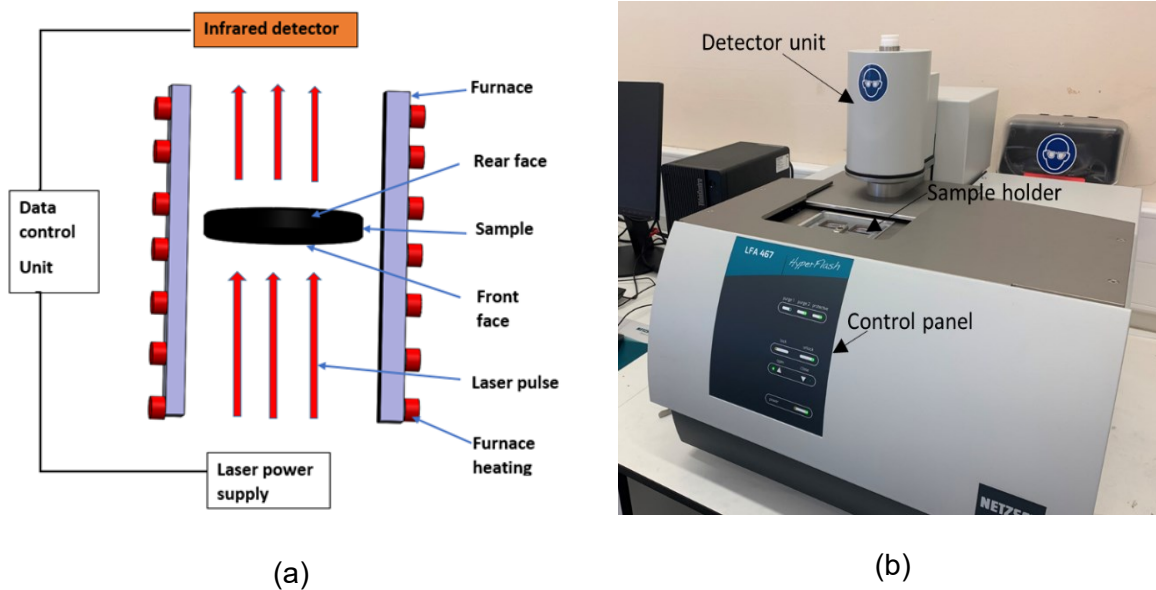 Infrared detector
Furnace
Rear face
Data
control
Unit
Sample
Front
face
Laser pulse
Furnace
heating
Laser power
supply
(a)
Detector unit
Sample holder
LFA 467
HyperFlash
Control panel
(b)